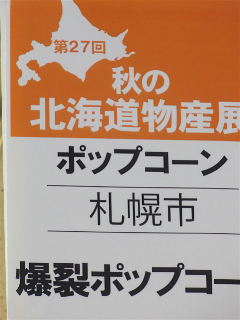 第27回
秋の
北海道物産展
ポップコーン
札幌市
爆裂ポップコー